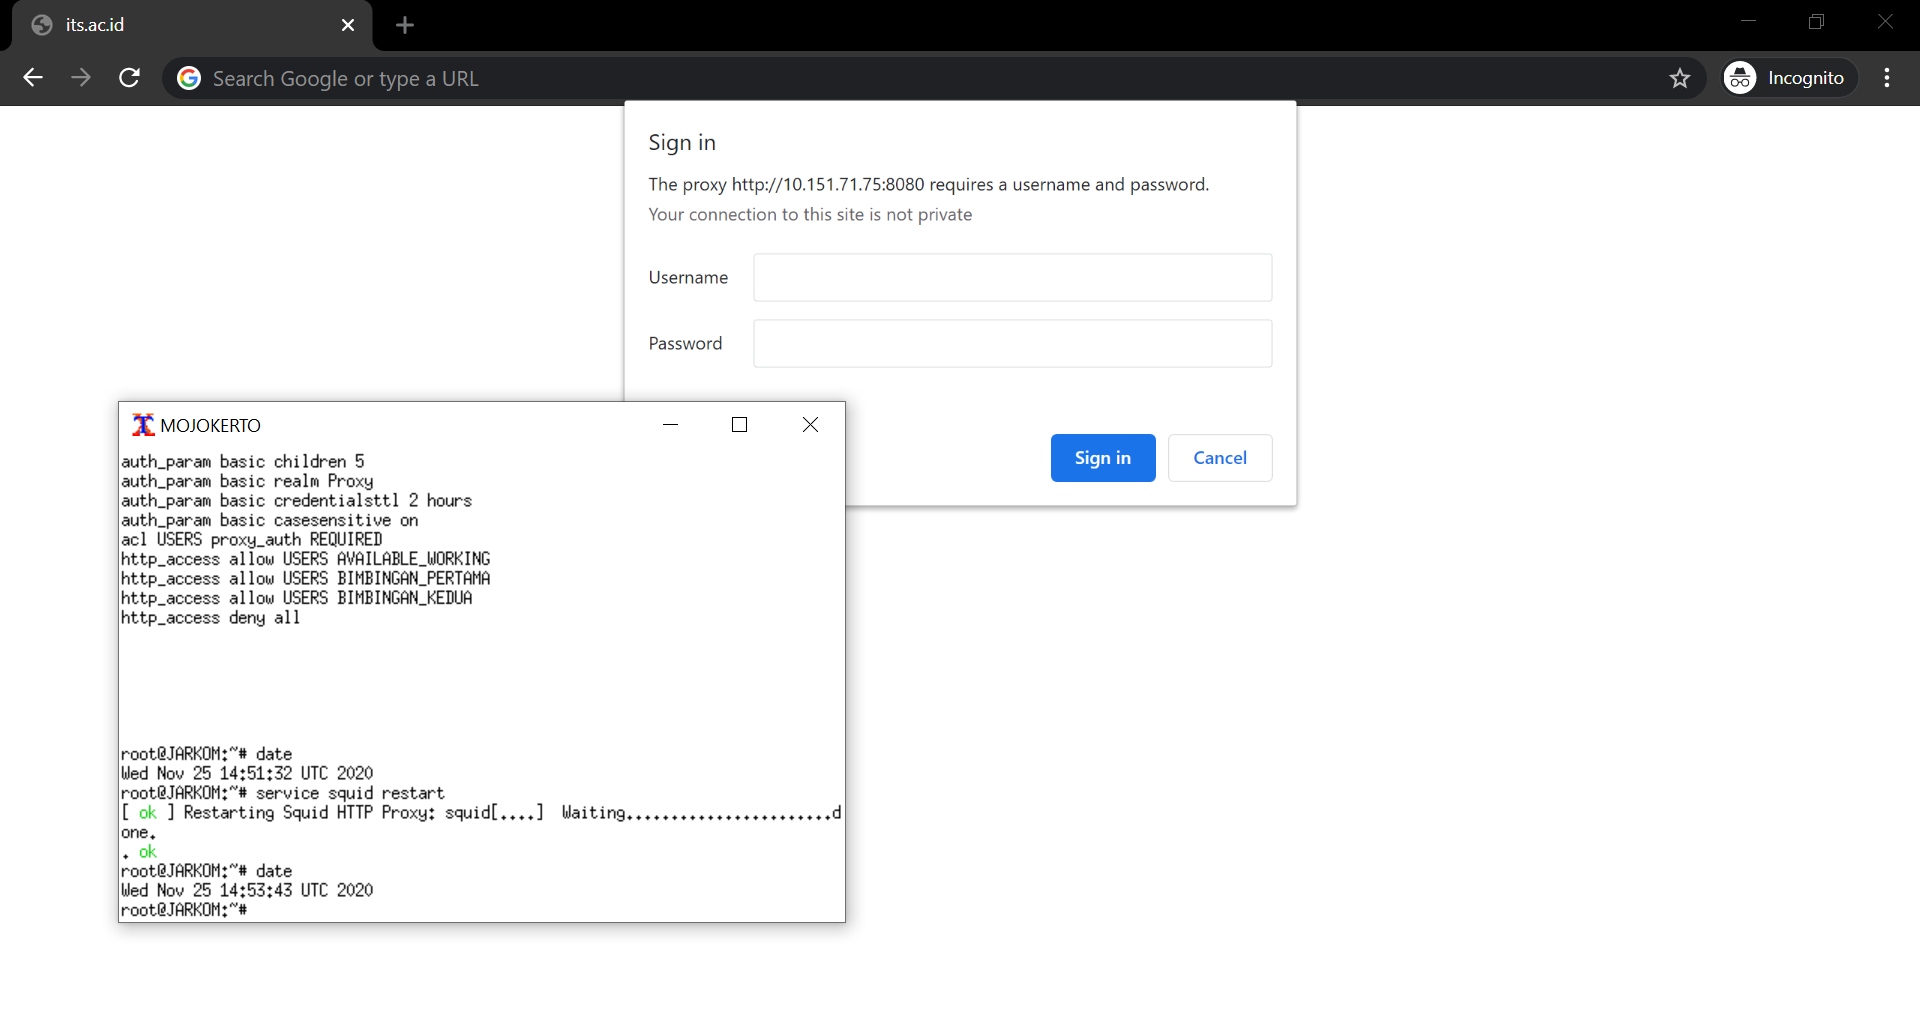 its.ac.id
Search Google or type a URL
Incognito
Sign in
The proxy http://10.151.71.75:8080 requires a username and password.
Your connection to this site is not private
Username
Password
Sign in
Cancel
MOJOKERTO
auth_param basic children 5
auth_param basic realm Proxy
auth_param basic credentialsttl 2 hours
auth_param basic casesensitive on
acl USERS proxy_auth REQUIRED
http_access allow USERS AVAILABLE_WORKING
http_access allow USERS BIMBINGAN_PERTAMA
http_access allow USERS BIMBINGAN_KEDUA
http_access deny all
root@JARKOM:~# date
Wed Nov 25 14:51:32 UTC 2020
root@JARKOM:~# service squid restart
[ ok ] Restarting Squid HTTP Proxy: squid[....]  Waiting.......................d
one.
. ok
root@JARKOM:~# date
Wed Nov 25 14:53:43 UTC 2020
root@JARKOM:~#